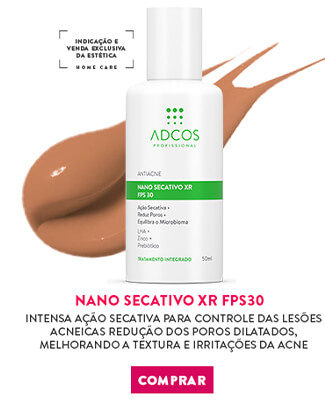 INDICAÇÃO E
VENDA EXCLUSIVA
DA ESTÉTICA
HOME CARE
ADCOS
PROFISSIONAL
ANTIACNE
NANO SECATIVO XR
FPS 30
Ação Secativa •
Reduz Poros •
Equilibra o Microbioma
LHA •
Zinco •
Prebiótico
TRATAMENTO INTEGRADO
50ml
NANO SECATIVO XR FPS30
INTENSA AÇÃO SECATIVA PARA CONTROLE DAS LESÕES
ACNEICAS REDUÇÃO DOS POROS DILATADOS,
MELHORANDO A TEXTURA E IRRITAÇÕES DA ACNE
COMPRAR